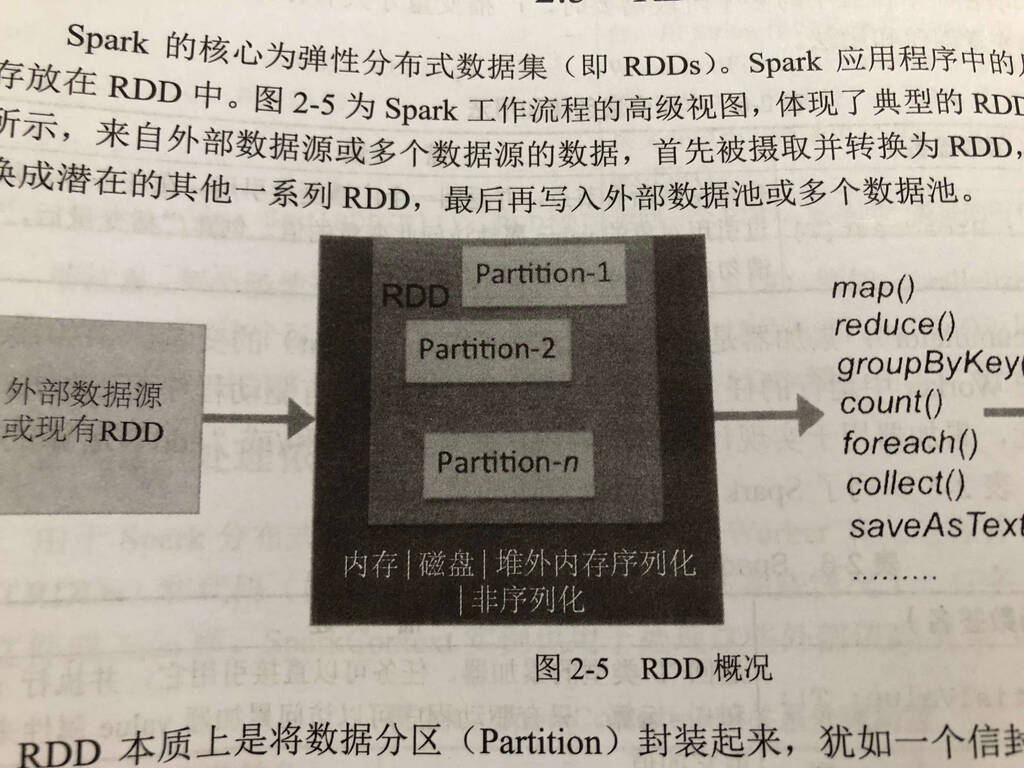 Spark 的核心为弹性分布式数据集（即 RDDs）。Spark 应用程序中的
存放在 RDD 中。图 2-5 为 Spark 工作流程的高级视图，体现了典型的 RDD
所示，来自外部数据源或多个数据源的数据，首先被摄取并转换为 RDD，
换成潜在的其他一系列 RDD，最后再写入外部数据池或多个数据池。
外部数据源
或现有RDD
RDD
Partition-1
Partition-2
Partition-n
内存|磁盘|堆外内存序列化
|非序列化
map()
reduce()
groupByKey(
count()
foreach()
collect()
saveAsText
.........
图 2-5 RDD 概况
RDD 本质上是将数据分区（Partition）封装起来，犹如一个信封